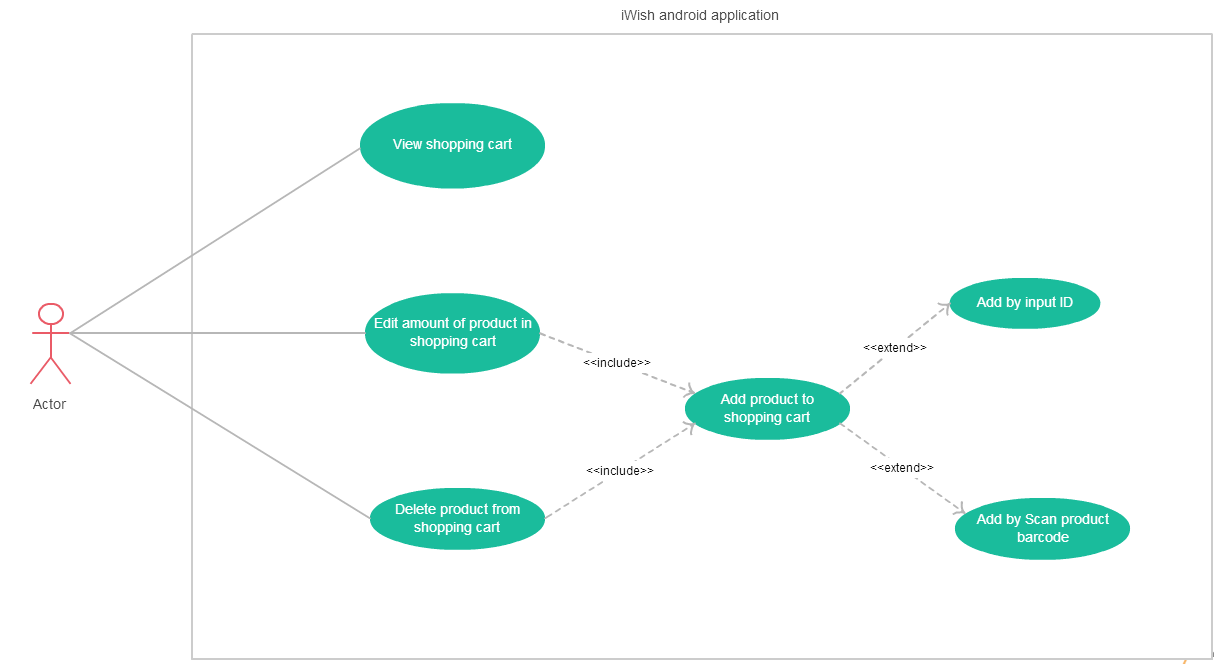 iWish android application
View shopping cart
Edit amount of product in
shopping cart
Add by input ID
<<extend>>
<<include>>
Add product to
shopping cart
Actor
<<include>>
<<extend>>
Delete product from
shopping cart
Add by Scan product
barcode